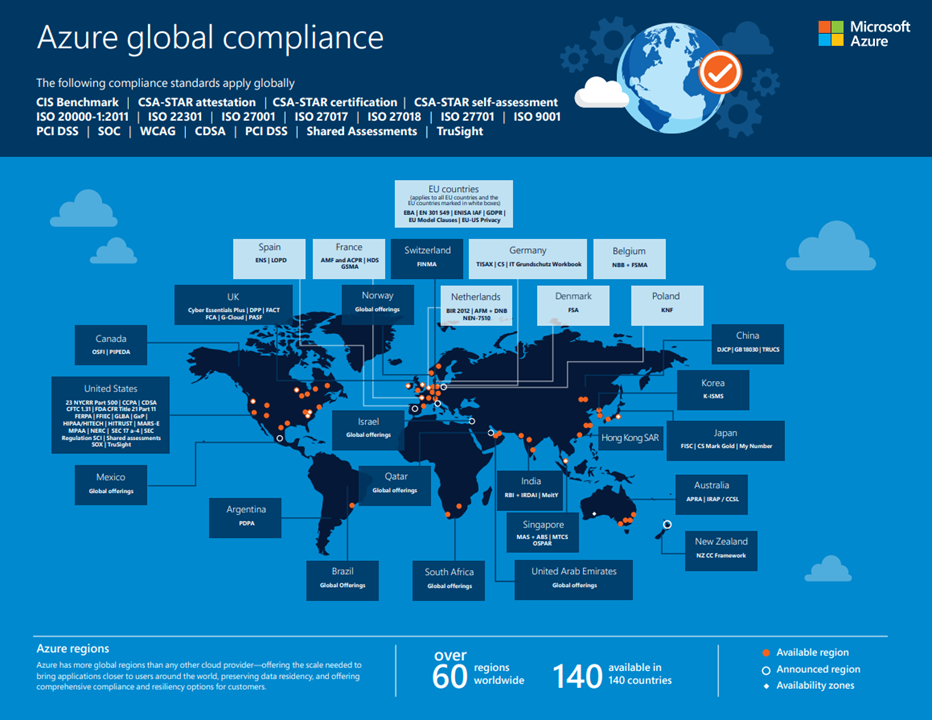 Azure global compliance
Microsoft
Azure
The following compliance standards apply globally
CIS Benchmark | CSA-STAR attestation | CSA-STAR certification | CSA-STAR self-assessment
ISO 20000-1:2011 | ISO 22301 | ISO 27001 | ISO 27017 | ISO 27018 | ISO 27701 | ISO 9001
PCI DSS | SOC | WCAG | CDSA | PCI DSS | Shared Assessments | TruSight
EU countries
(applies to all EU countries and the
EU countries marked in white boxes)
EBA | EN 301 549 | ENISA IAF | GDPR |
EU Model Clauses | EU-US Privacy
Spain
ENS | LOPD
France
AMF and ACPR | HDS
GSMA
Switzerland
FINMA
Germany
TISAX | CS | IT Grundschutz Workbook
Belgium
NBB + FSMA
UK
Cyber Essentials Plus | DPP | FACT
FCA | G-Cloud | PASF
Norway
Global offerings
Netherlands
BIR 2012 | AFM + DNB
NEN-7510
Denmark
FSA
Poland
KNF
Canada
OSFI | PIPEDA
China
DJCP | GB 18030 | TRUCS
United States
23 NYCRR Part 500 | CCPA | CDSA
CFTC 1.31 | FDA CFR Title 21 Part 11
FERPA | FFIEC | GLBA | GxP |
HIPAA/HITECH | HITRUST | MARS-E
MPAA | NERC | SEC 17 a-4 | SEC
Regulation SCI | Shared assessments
SOX | TruSight
Korea
K-ISMS
Israel
Global offerings
Hong Kong SAR
Japan
FISC | CS Mark Gold | My Number
Mexico
Global offerings
Qatar
Global offerings
India
RBI + IRDAI | MeitY
Australia
APRA | IRAP / CCSL
Argentina
PDPA
Singapore
MAS + ABS | MTCS
OSPAR
New Zealand
NZ CC Framework
Brazil
Global Offerings
South Africa
Global offerings
United Arab Emirates
Global offerings
Azure regions
Azure has more global regions than any other cloud provider—offering the scale needed to
bring applications closer to users around the world, preserving data residency, and offering
comprehensive compliance and resiliency options for customers.
over
60 regions
worldwide
140 available in
140 countries
Available region
Announced region
Availability zones